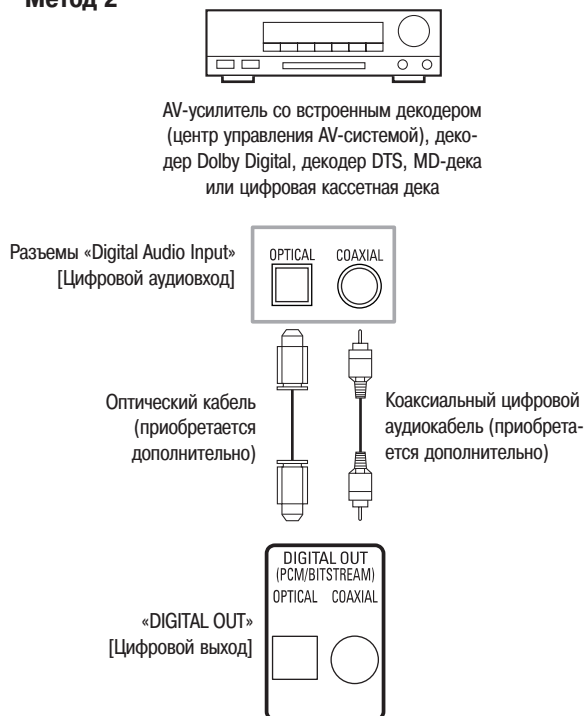 Метод 2
AV-усилитель со встроенным декодером
(центр управления AV-системой), деко-
дер Dolby Digital, декодер DTS, MD-дека
или цифровая кассетная дека
Разъемы «Digital Audio Input»
[Цифровой аудиовход]
OPTICAL COAXIAL
Оптический кабель
(приобретается
дополнительно)
Коаксиальный цифровой
аудиокабель (приобрета-
ется дополнительно)
DIGITAL OUT
(PCM/BITSTREAM)
OPTICAL COAXIAL
«DIGITAL OUT»
[Цифровой выход]